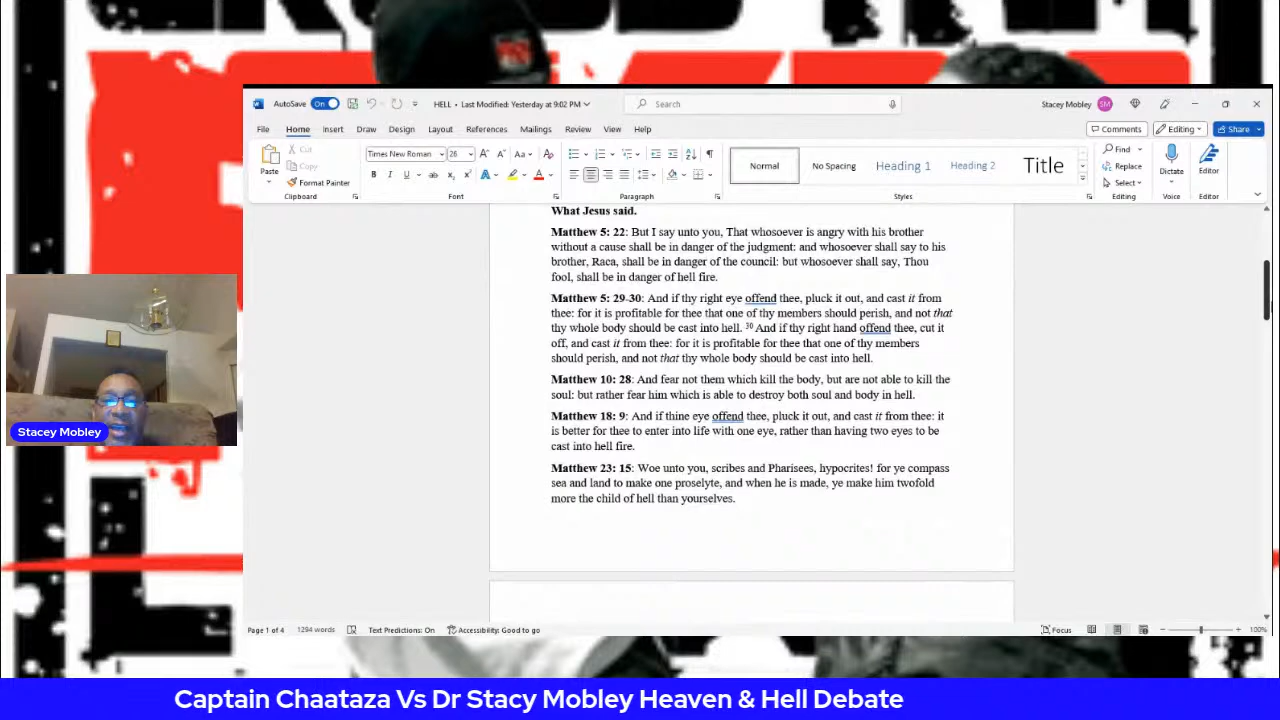 AutoSave On HELL • Last Modified: Yesterday at 9:02 PM Search Stacey Mobley SM
File Home Insert Draw Design Layout References Mailings Review View Help Comments Editing Share
Paste Cut Copy Format Painter
Clipboard
Times New Roman 26
Font
Paragraph
Normal No Spacing Heading 1 Heading 2 Title
Styles
Find Replace Select
Editing
Dictate
Voice
Editor
Editor
What Jesus said.
Matthew 5: 22: But I say unto you, That whosoever is angry with his brother
without a cause shall be in danger of the judgment: and whosoever shall say to his
brother, Raca, shall be in danger of the council: but whosoever shall say, Thou
fool, shall be in danger of hell fire.
Matthew 5: 29-30: And if thy right eye offend thee, pluck it out, and cast it from
thee: for it is profitable for thee that one of thy members should perish, and not that
thy whole body should be cast into hell. 30 And if thy right hand offend thee, cut it
off, and cast it from thee: for it is profitable for thee that one of thy members
should perish, and not that thy whole body should be cast into hell.
Matthew 10: 28: And fear not them which kill the body, but are not able to kill the
soul: but rather fear him which is able to destroy both soul and body in hell.
Matthew 18: 9: And if thine eye offend thee, pluck it out, and cast it from thee: it
is better for thee to enter into life with one eye, rather than having two eyes to be
cast into hell fire.
Matthew 23: 15: Woe unto you, scribes and Pharisees, hypocrites! for ye compass
sea and land to make one proselyte, and when he is made, ye make him twofold
more the child of hell than yourselves.
Stacey Mobley
Page 1 of 4 1294 words Text Predictions: On Accessibility: Good to go Focus 100%
Captain Chaataza Vs Dr Stacy Mobley Heaven & Hell Debate